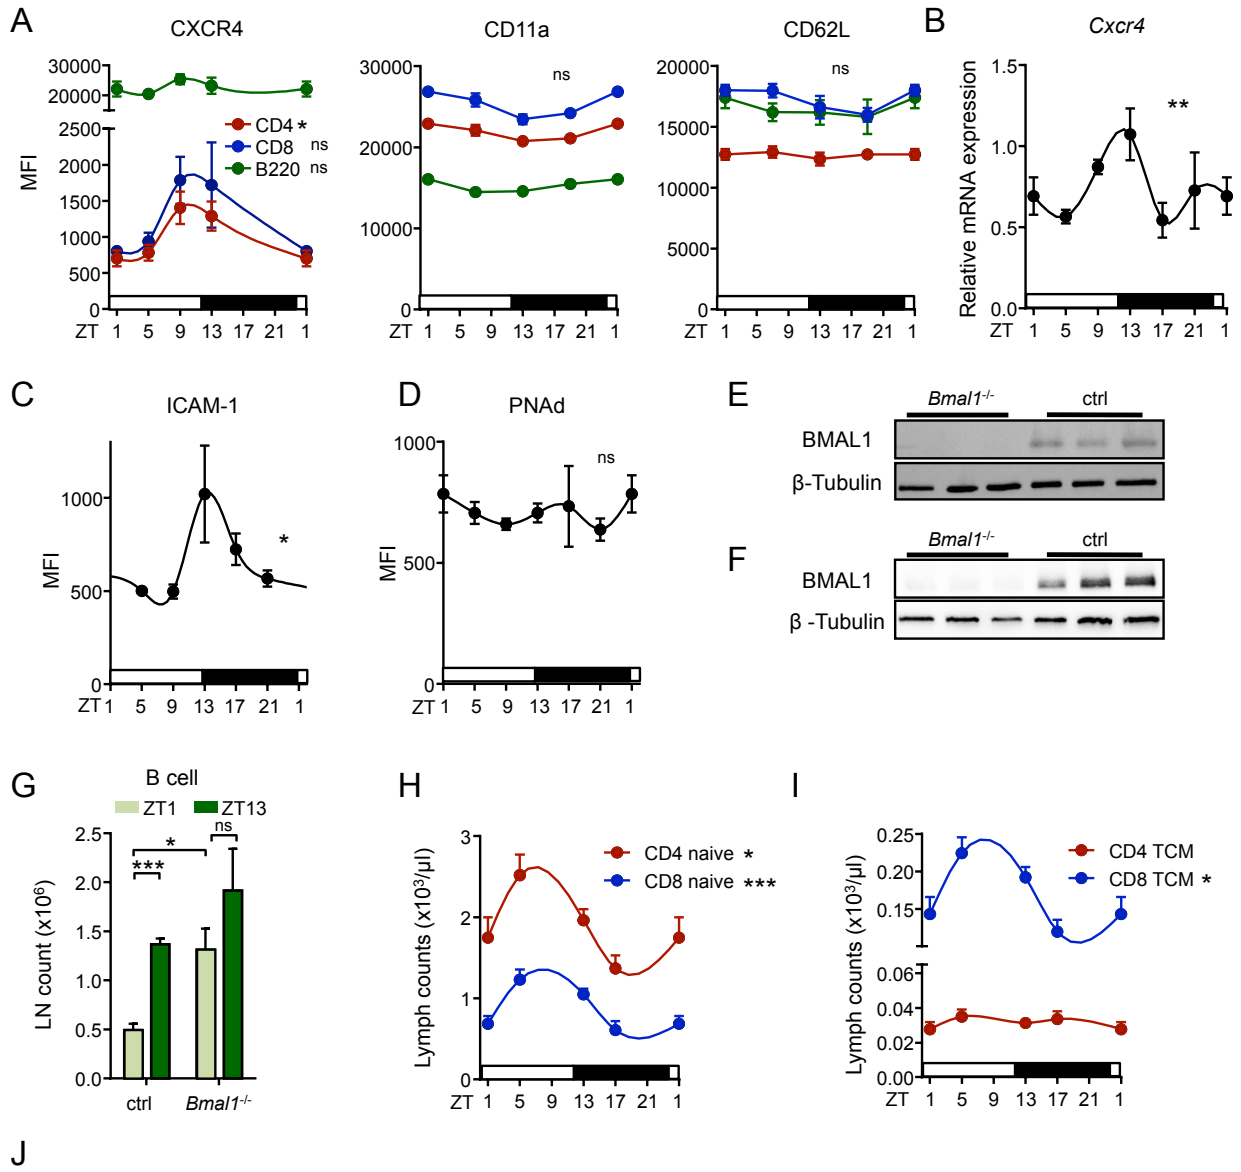 A
CXCR4
30000
20000
2500
2000
1500
1000
500
0
MFI
CD4 *
CD8 ns
B220 ns
ZT 1 5 9 13 1
CD11a
30000
20000
10000
0
ns
1 5 9 13 17 21 1
CD62L
20000
15000
10000
5000
0
ns
ZT 1 5 9 13 17 21 1
B
Cxcr4
1.5
1.0
0.5
0.0
Relative mRNA expression
**
ZT 1 5 9 13 17 21 1
C
ICAM-1
1000
500
0
MFI
*
ZT 1 5 9 13 17 21 1
D
PNAd
1000
500
0
MFI
ns
ZT 1 5 9 13 17 21 1
E
Bmal1-/- ctrl
BMAL1
β-Tubulin
F
Bmal1-/- ctrl
BMAL1
β -Tubulin
G
B cell
ZT1 ZT13
2.5
2.0
1.5
1.0
0.5
0.0
LN count (x10⁶)
*** * ns
ctrl Bmal1-/-
H
3
2
1
0
Lymph counts (x10³/µl)
CD4 naive *
CD8 naive ***
ZT 1 5 9 13 17 21 1
I
0.25
0.20
0.15
0.06
0.04
0.02
0.00
Lymph counts (x10³/µl)
CD4 TCM
CD8 TCM *
ZT 1 5 9 13 17 21 1
J